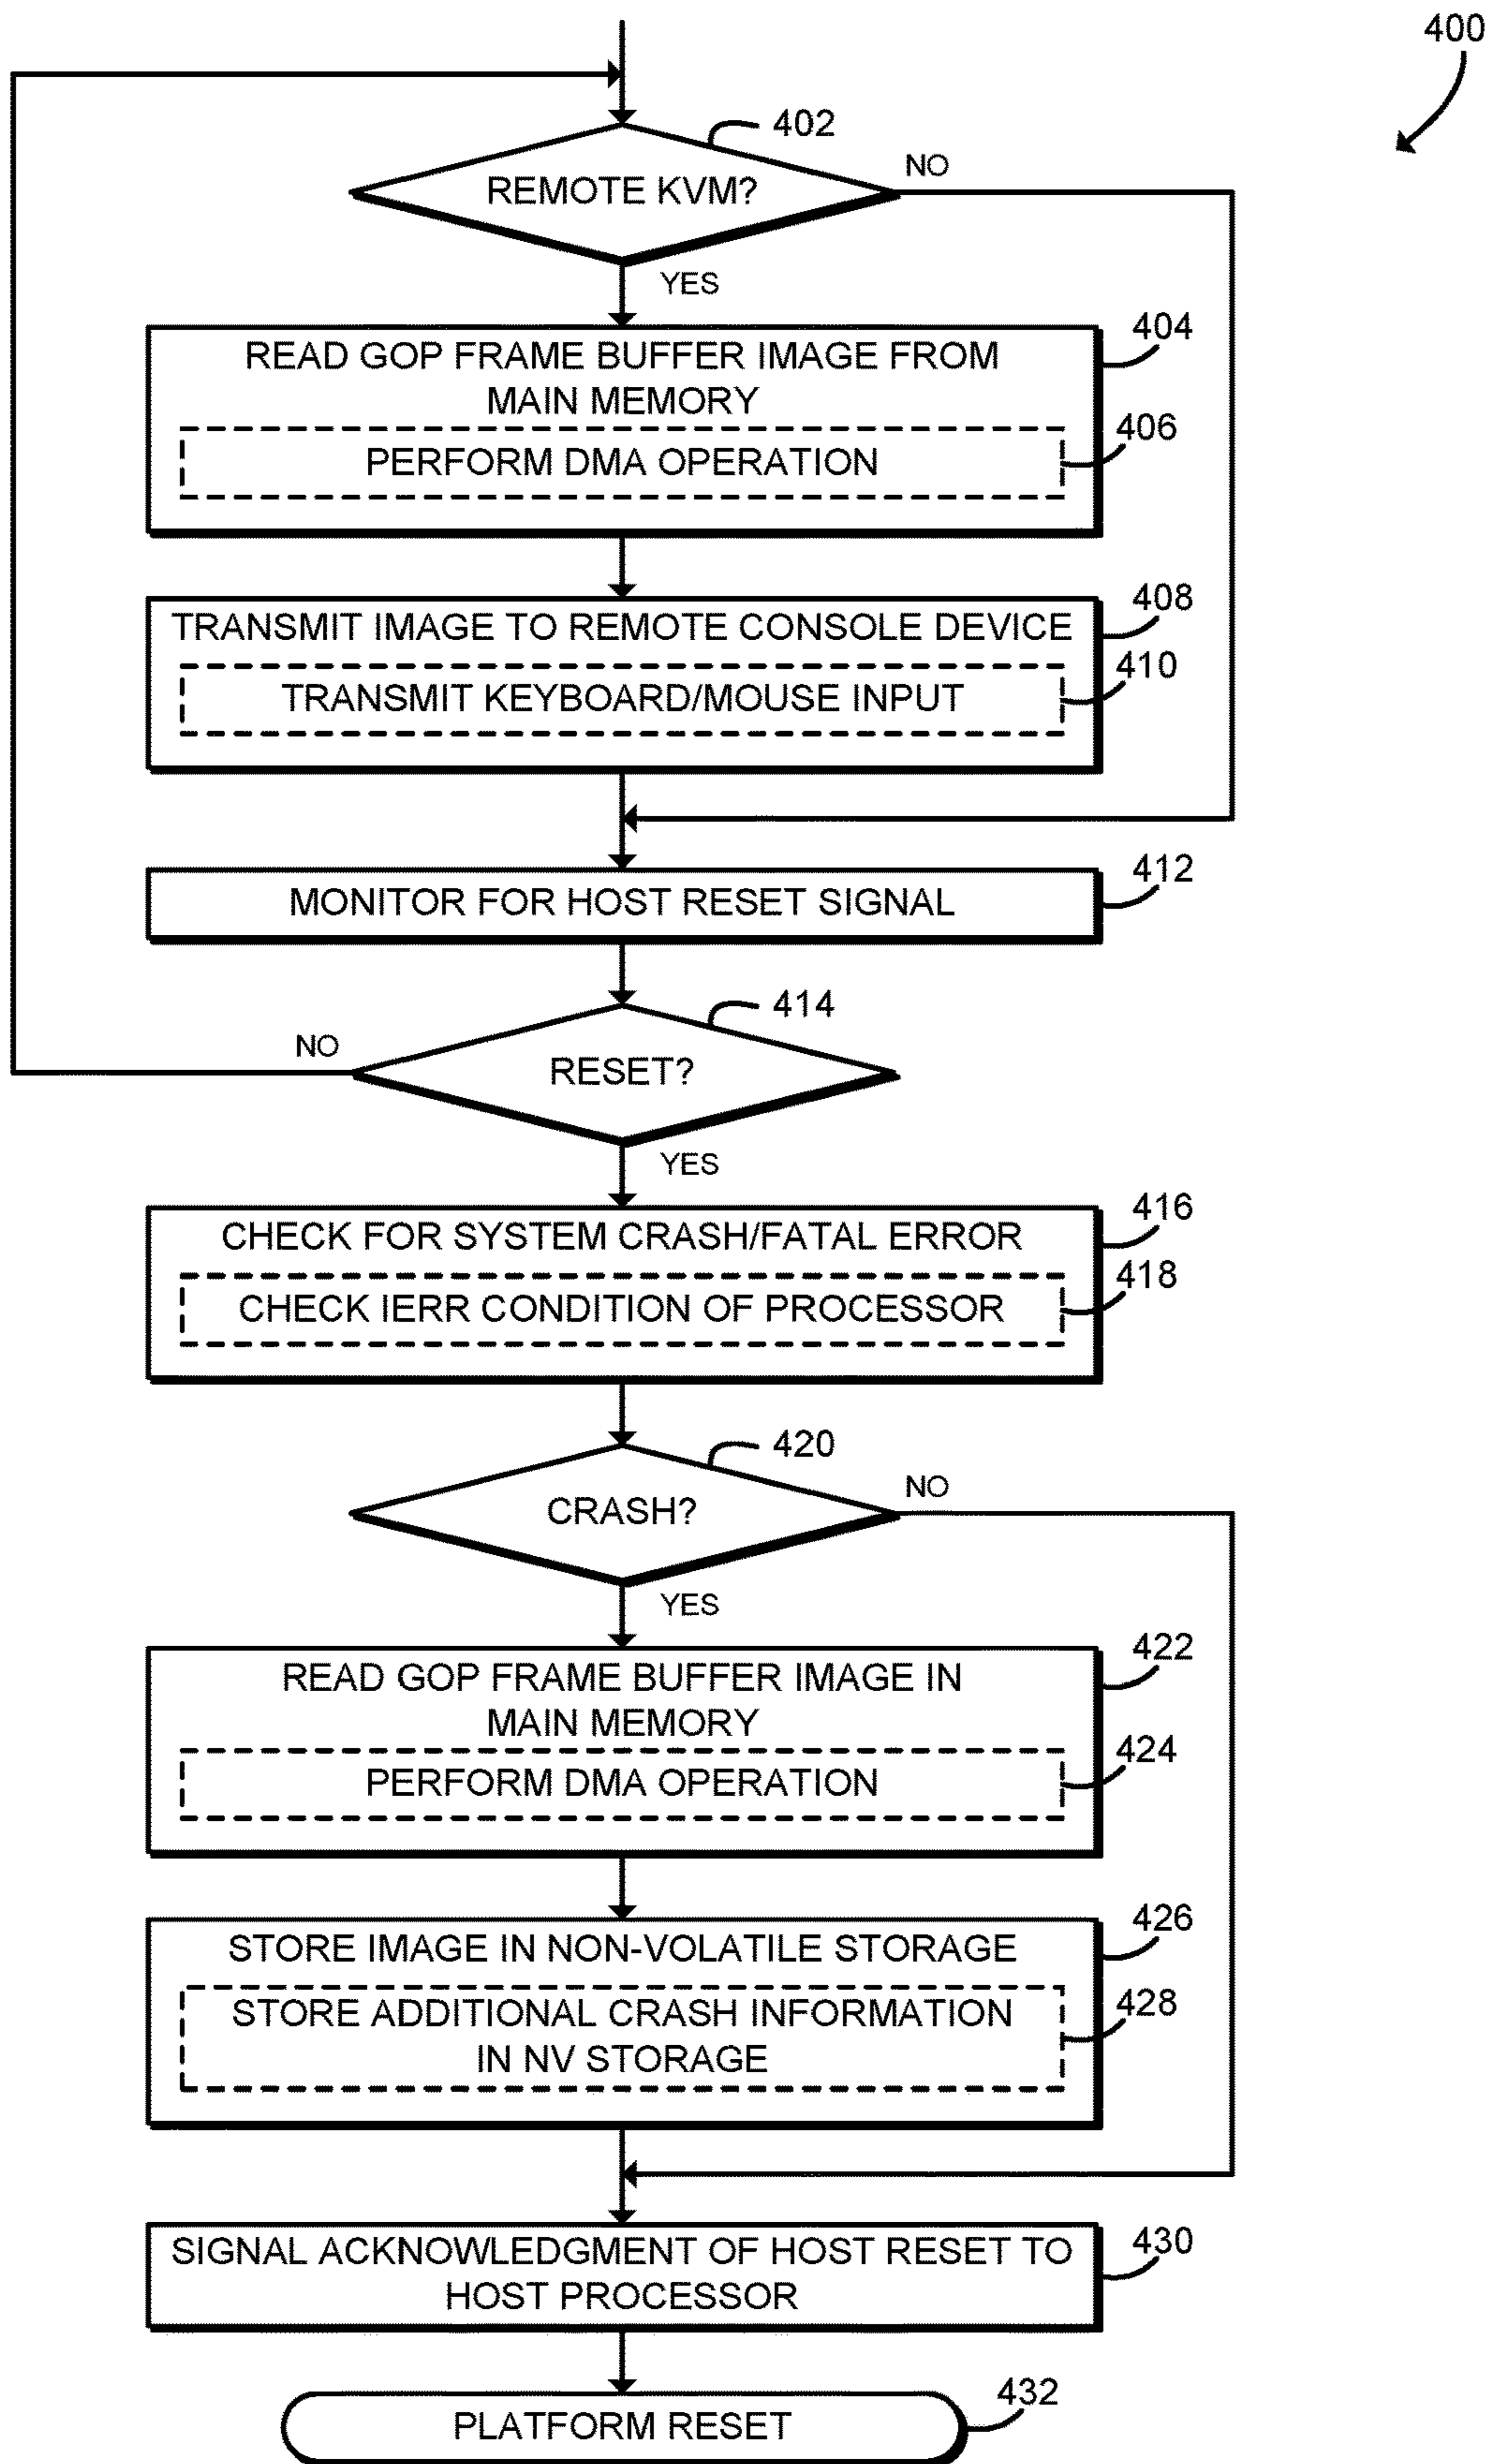 400
402
REMOTE KVM?
NO
YES
404
READ GOP FRAME BUFFER IMAGE FROM
MAIN MEMORY
406
PERFORM DMA OPERATION
408
TRANSMIT IMAGE TO REMOTE CONSOLE DEVICE
410
TRANSMIT KEYBOARD/MOUSE INPUT
412
MONITOR FOR HOST RESET SIGNAL
414
NO
RESET?
YES
416
CHECK FOR SYSTEM CRASH/FATAL ERROR
418
CHECK IERR CONDITION OF PROCESSOR
420
NO
CRASH?
YES
422
READ GOP FRAME BUFFER IMAGE IN
MAIN MEMORY
424
PERFORM DMA OPERATION
426
STORE IMAGE IN NON-VOLATILE STORAGE
428
STORE ADDITIONAL CRASH INFORMATION
IN NV STORAGE
430
SIGNAL ACKNOWLEDGMENT OF HOST RESET TO
HOST PROCESSOR
432
PLATFORM RESET